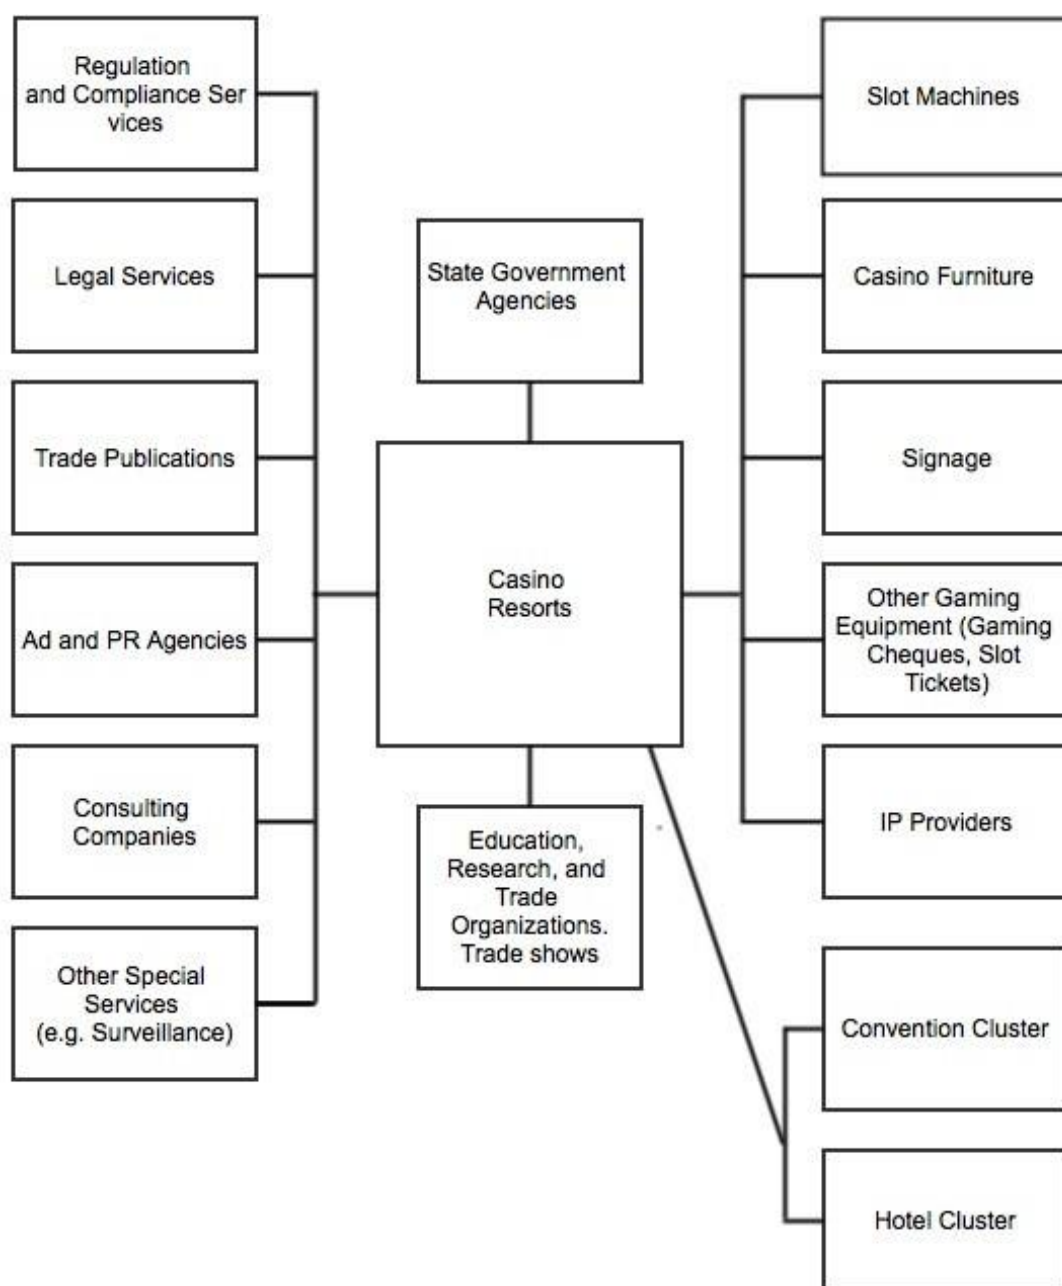 Regulation
and Compliance Ser
vices
Legal Services
Trade Publications
Ad and PR Agencies
Consulting
Companies
Other Special
Services
(e.g. Surveillance)
State Government
Agencies
Casino
Resorts
Education,
Research, and
Trade
Organizations.
Trade shows
Slot Machines
Casino Furniture
Signage
Other Gaming
Equipment (Gaming
Cheques, Slot
Tickets)
IP Providers
Convention Cluster
Hotel Cluster